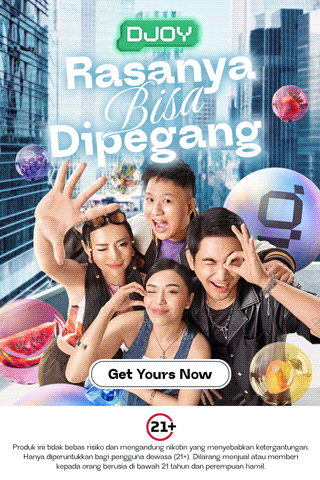 DJOY
Rasanya
Bisa
Dipegang
Get Yours Now
21+
Produk ini tidak bebas risiko dan mengandung nikotin yang menyebabkan ketergantungan.
Hanya diperuntukkan bagi pengguna dewasa (21+). Dilarang menjual atau memberi
kepada orang berusia di bawah 21 tahun dan perempuan hamil.